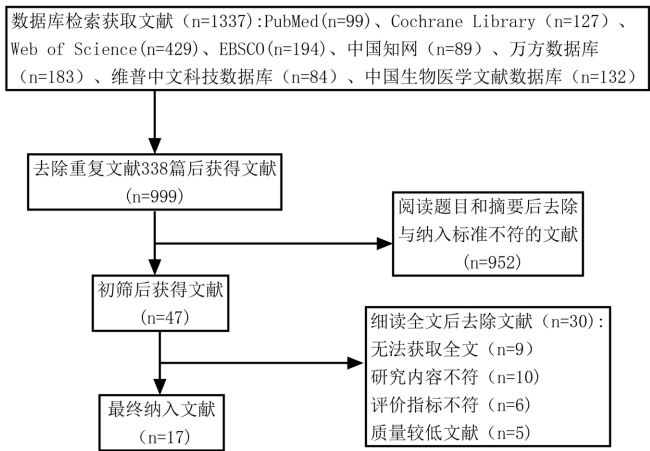 数据库检索获取文献（n=1337):PubMed(99)、Cochrane Library（n=127）、
Web of Science(n=429)、EBSCO(n=194)、中国知网（n=89）、万方数据库
（n=183）、维普中文科技数据库（n=84）、中国生物医学文献数据库(n=132）
去除重复文献338篇后获得文献
(n=999)
阅读题目和摘要后去除
与纳入标准不符的文献
(n=952)
初筛后获得文献
(n=47)
细读全文后去除文献（n=30):
无法获取全文（n=9）
研究内容不符（n=10)
评价指标不符（n=6)
质量较低文献（n=5)
最终纳入文献
（n=17)